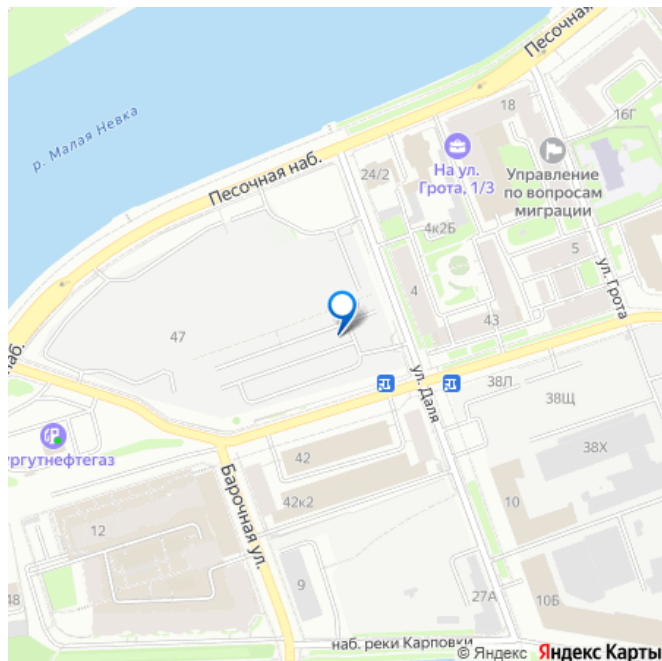 Песочная
р. Малая Невка
18
16Г
На ул.
Грота, 1/3
Управление
по вопросам
миграции
24/2
Песочная наб.
4к2Б
5
ул. Грота
4
43
47
наб.
ул. Даля
38Л
38Щ
38Х
ургутнефтегаз
42
Барочная ул.
42к2
10
12
9
48
27А
10Б
наб. реки Карповки
© Яндекс Яндекс Карты